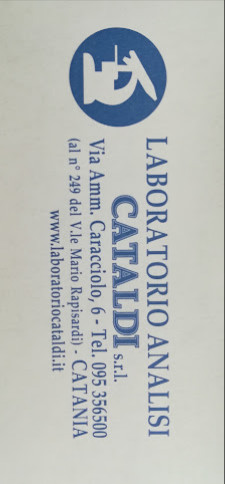 LABORATORIO ANALISI
CATALDI s.r.l.
Via Amm. Caracciolo, 6 - Tel. 095 356500
(al n° 249 del V.le Mario Rapisardi) - CATANIA
www.laboratoriocataldi.it